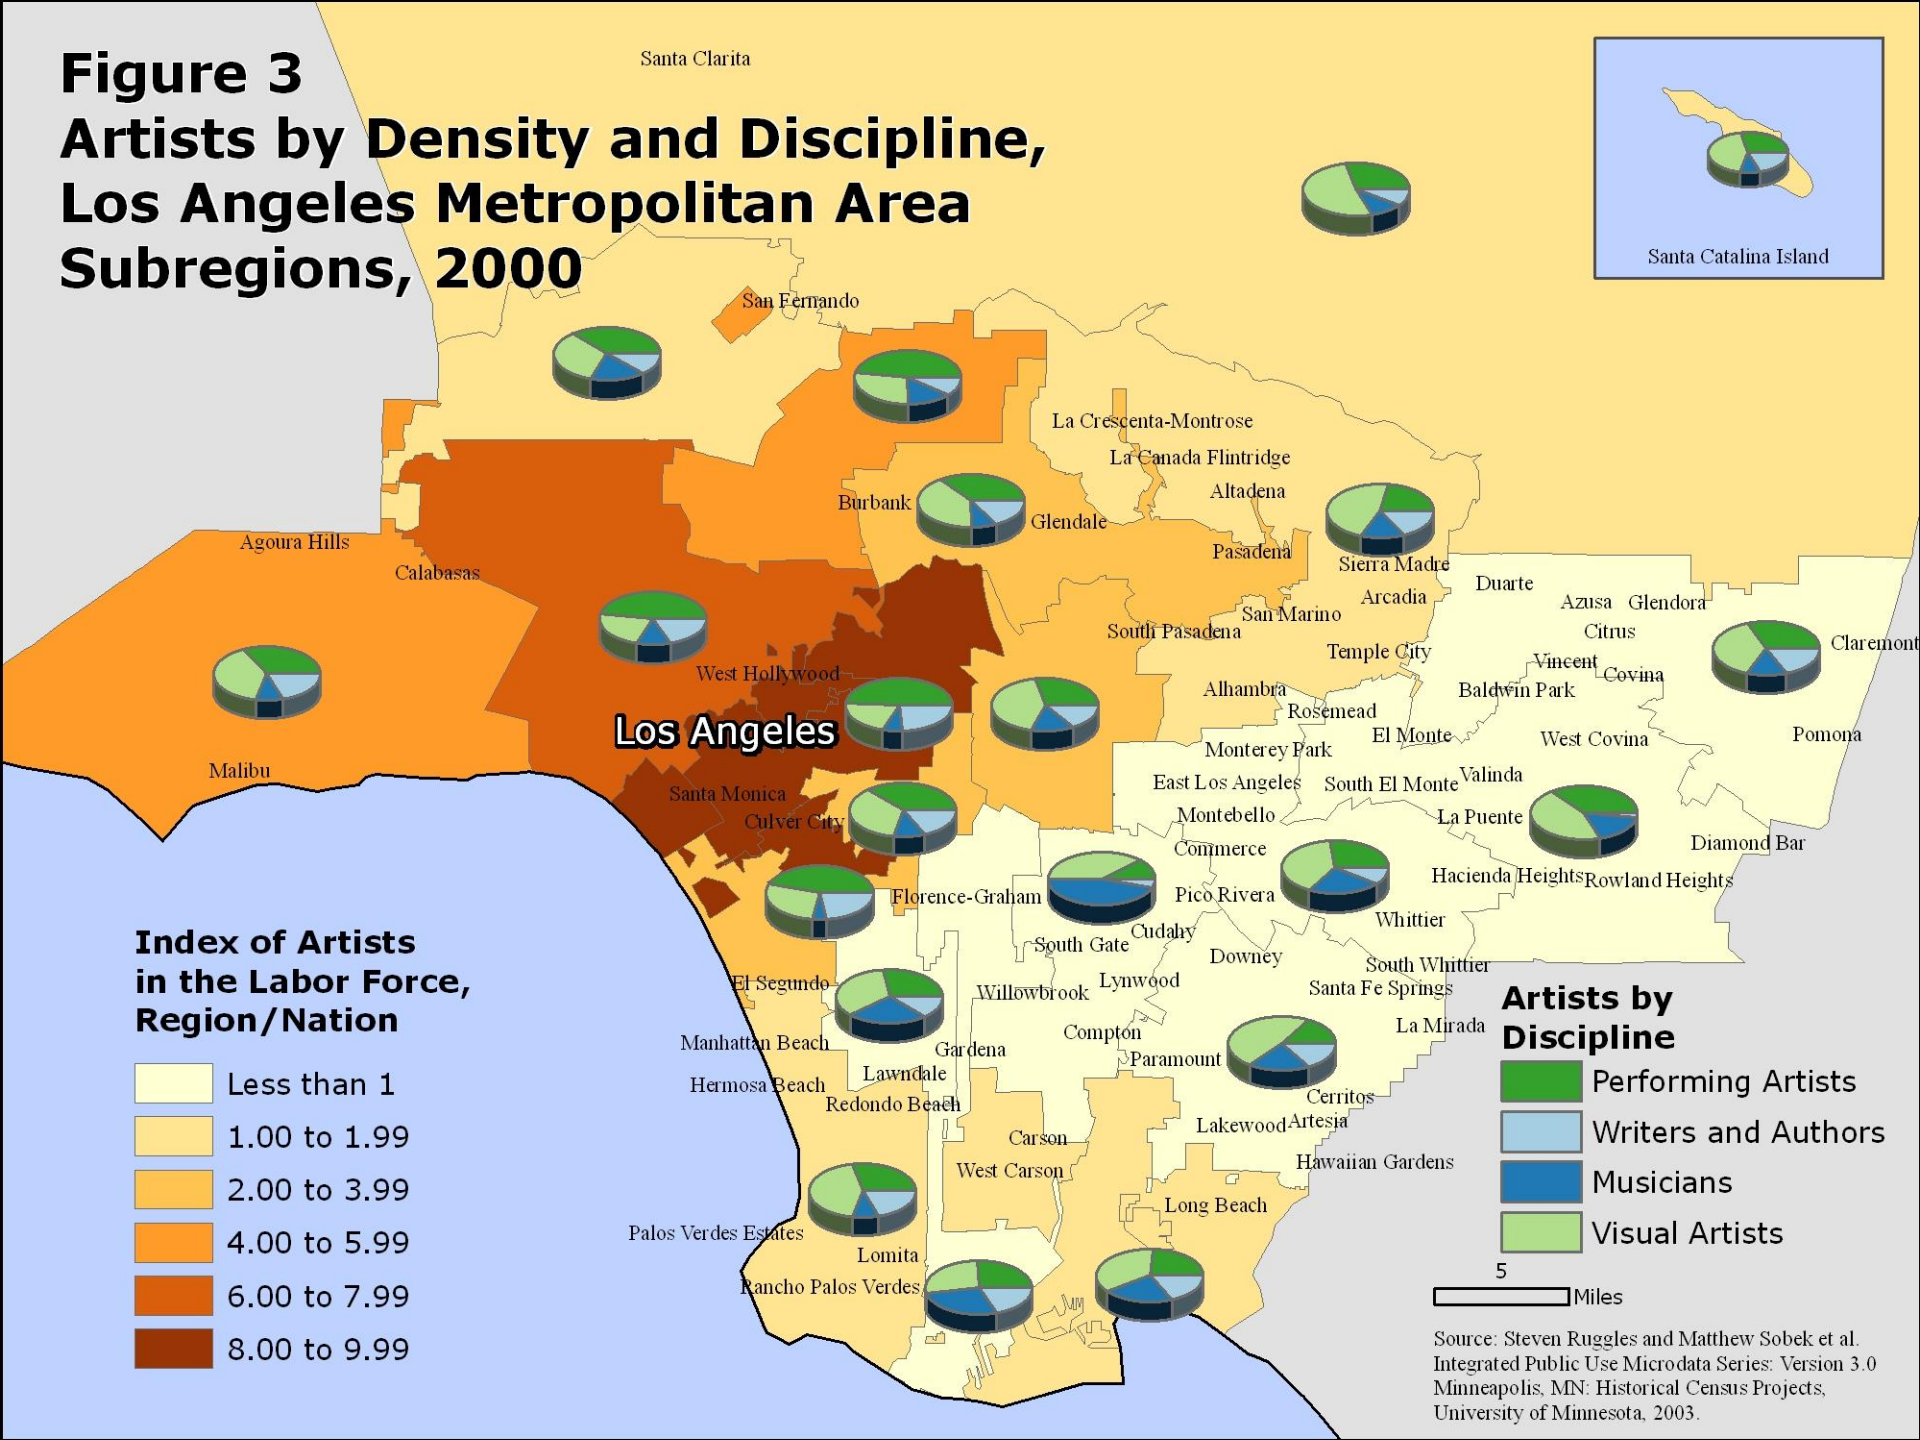 Figure 3
Artists by Density and Discipline,
Los Angeles Metropolitan Area
Subregions, 2000
Santa Clarita
Santa Catalina Island
San Fernando
La Crescenta-Montrose
La Canada Flintridge
Altadena
Burbank
Glendale
Pasadena
Sierra Madre
Agoura Hills
Calabasas
Duarte
Arcadia
Azusa
Glendora
San Marino
South Pasadena
Citrus
Claremont
Temple City
Vincent
Covina
West Hollywood
Alhambra
Baldwin Park
Rosemead
Los Angeles
El Monte
West Covina
Pomona
Monterey Park
Malibu
East Los Angeles
South El Monte
Valinda
Santa Monica
Culver City
Montebello
La Puente
Diamond Bar
Commerce
Hacienda Heights
Rowland Heights
Florence-Graham
Pico Rivera
Whittier
Cudahy
South Gate
Downey
South Whittier
El Segundo
Willowbrook
Lynwood
Santa Fe Springs
La Mirada
Compton
Manhattan Beach
Gardena
Paramount
Lawndale
Hermosa Beach
Redondo Beach
Cerritos
Lakewood
Artesia
Carson
West Carson
Hawaiian Gardens
Long Beach
Palos Verdes Estates
Lomita
Rancho Palos Verdes
Index of Artists
in the Labor Force,
Region/Nation
Less than 1
1.00 to 1.99
2.00 to 3.99
4.00 to 5.99
6.00 to 7.99
8.00 to 9.99
Artists by
Discipline
Performing Artists
Writers and Authors
Musicians
Visual Artists
5
Miles
Source: Steven Ruggles and Matthew Sobek et al.
Integrated Public Use Microdata Series: Version 3.0
Minneapolis, MN: Historical Census Projects,
University of Minnesota, 2003.